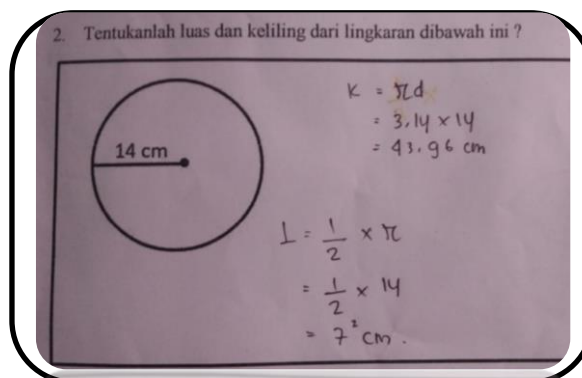 2. Tentukanlah luas dan keliling dari lingkaran dibawah ini ?
14 cm
K = πd
= 3,14 × 14
= 43,96 cm
L = 1/2 × π
= 1/2 × 14
= 7² cm.